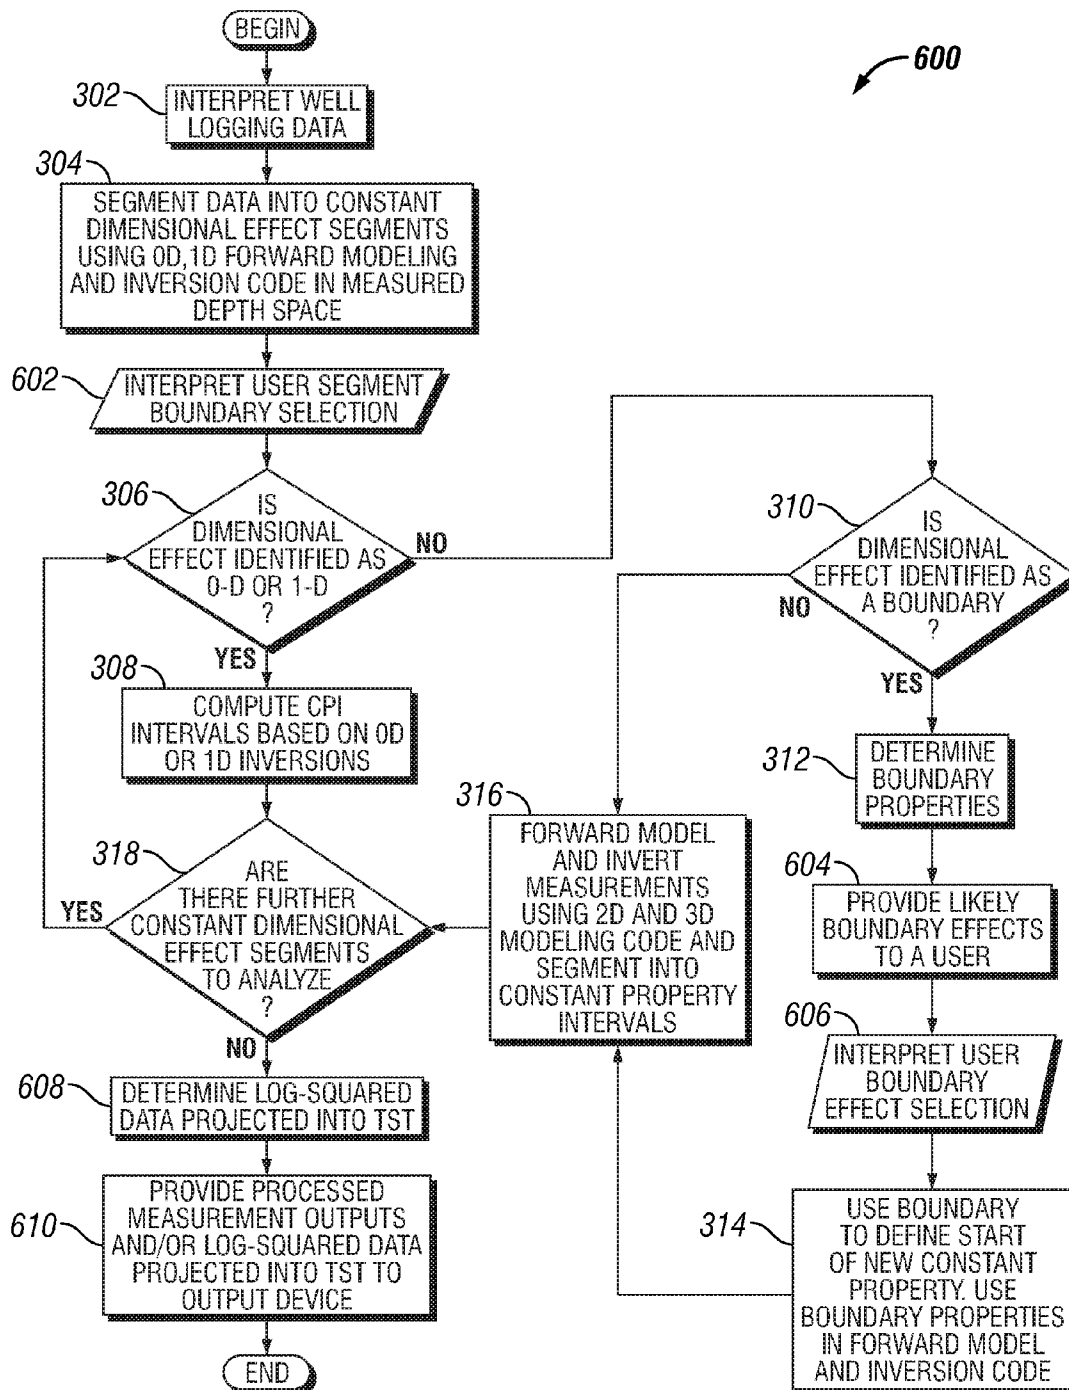 BEGIN
600
302
INTERPRET WELL
LOGGING DATA
304
SEGMENT DATA INTO CONSTANT
DIMENSIONAL EFFECT SEGMENTS
USING 0D,1D FORWARD MODELING
AND INVERSION CODE IN MEASURED
DEPTH SPACE
602
INTERPRET USER SEGMENT
BOUNDARY SELECTION
306
IS
DIMENSIONAL
EFFECT IDENTIFIED AS
0-D OR 1-D
?
NO
YES
308
COMPUTE CPI
INTERVALS BASED ON 0D
OR 1D INVERSIONS
318
ARE
THERE FURTHER
CONSTANT DIMENSIONAL
EFFECT SEGMENTS
TO ANALYZE
?
YES
NO
608
DETERMINE LOG-SQUARED
DATA PROJECTED INTO TST
610
PROVIDE PROCESSED
MEASUREMENT OUTPUTS
AND/OR LOG-SQUARED DATA
PROJECTED INTO TST TO
OUTPUT DEVICE
END
310
IS
DIMENSIONAL
EFFECT IDENTIFIED AS
A BOUNDARY
?
NO
YES
312
DETERMINE
BOUNDARY
PROPERTIES
316
FORWARD MODEL
AND INVERT
MEASUREMENTS
USING 2D AND 3D
MODELING CODE AND
SEGMENT INTO
CONSTANT PROPERTY
INTERVALS
604
PROVIDE LIKELY
BOUNDARY EFFECTS
TO A USER
606
INTERPRET USER
BOUNDARY
EFFECT SELECTION
314
USE BOUNDARY
TO DEFINE START
OF NEW CONSTANT
PROPERTY. USE
BOUNDARY PROPERTIES
IN FORWARD MODEL
AND INVERSION CODE